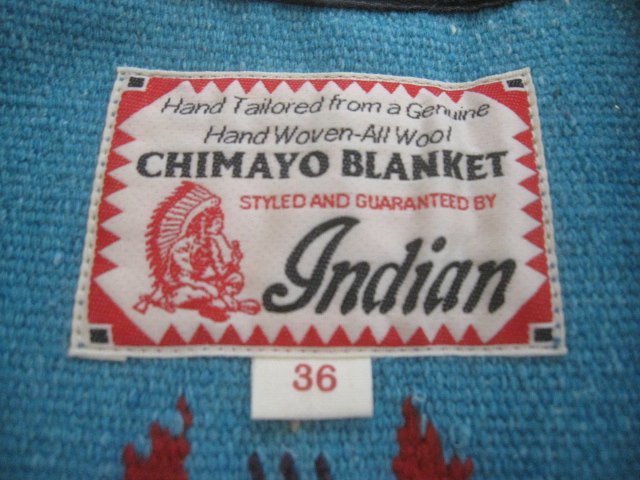 Hand Tailored from a Genuine
Hand Woven-All Wool
CHIMAYO BLANKET
STYLED AND GUARANTEED BY
Indian
36